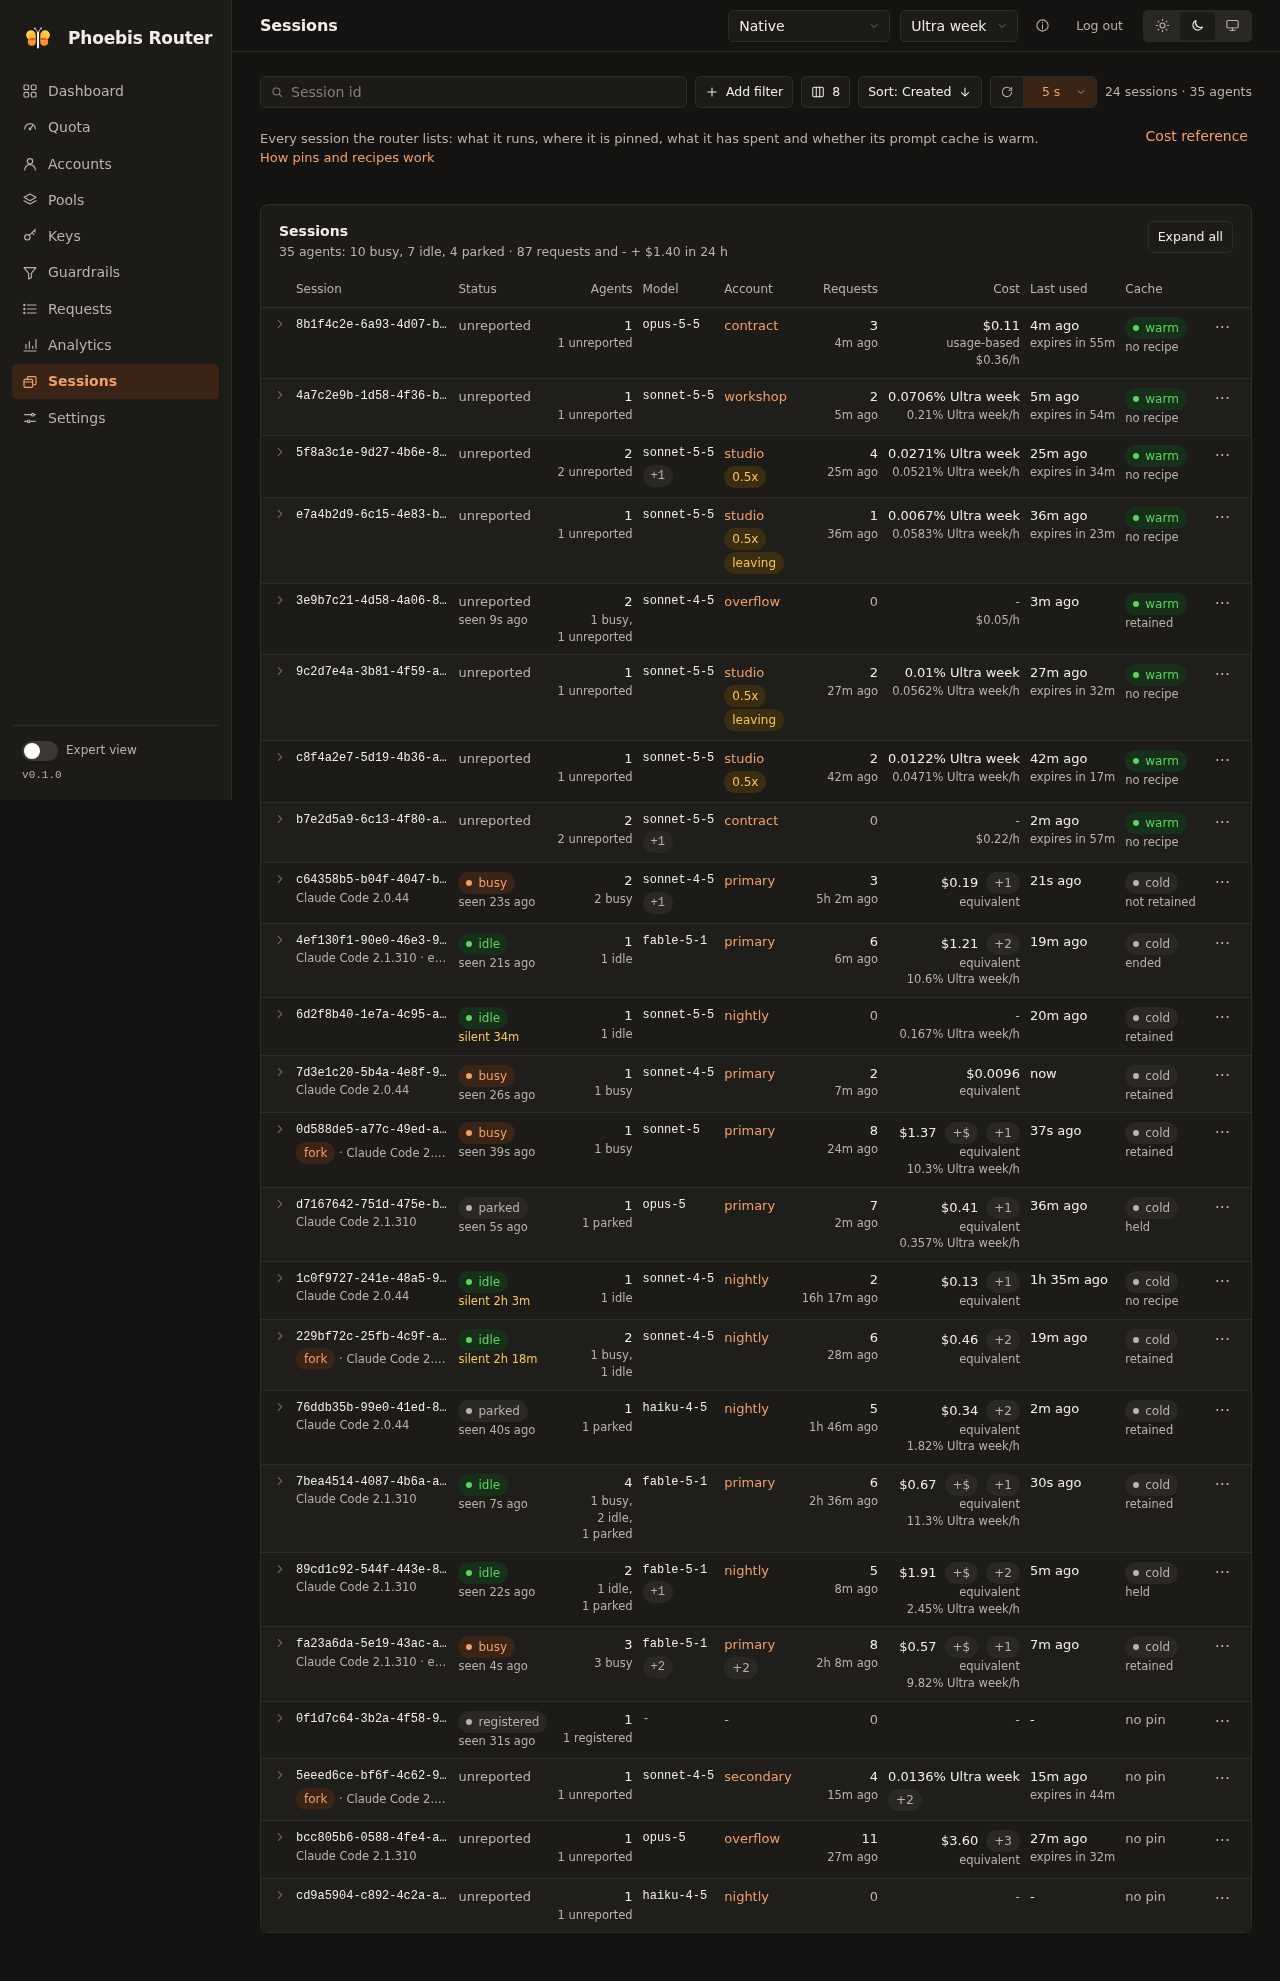 Phoebis Router
Dashboard
Quota
Accounts
Pools
Keys
Guardrails
Requests
Analytics
Sessions
Settings
Expert view
v0.1.0
Sessions
Native
Ultra week
Log out
Session id
Add filter
8
Sort: Created
5 s
24 sessions · 35 agents
Every session the router lists: what it runs, where it is pinned, what it has spent and whether its prompt cache is warm.
How pins and recipes work
Cost reference
Sessions
35 agents: 10 busy, 7 idle, 4 parked · 87 requests and - + $1.40 in 24 h
Expand all
Session Status Agents Model Account Requests Cost Last used Cache
8b1f4c2e-6a93-4d07-b… unreported 1 opus-5-5 contract 3 $0.11 4m ago warm ···
1 unreported 4m ago usage-based expires in 55m no recipe
$0.36/h
4a7c2e9b-1d58-4f36-b… unreported 1 sonnet-5-5 workshop 2 0.0706% Ultra week 5m ago warm ···
1 unreported 5m ago 0.21% Ultra week/h expires in 54m no recipe
5f8a3c1e-9d27-4b6e-8… unreported 2 sonnet-5-5 studio 4 0.0271% Ultra week 25m ago warm ···
2 unreported +1 0.5x 25m ago 0.0521% Ultra week/h expires in 34m no recipe
e7a4b2d9-6c15-4e83-b… unreported 1 sonnet-5-5 studio 1 0.0067% Ultra week 36m ago warm ···
1 unreported 0.5x 36m ago 0.0583% Ultra week/h expires in 23m no recipe
leaving
3e9b7c21-4d58-4a06-8… unreported 2 sonnet-4-5 overflow 0 - 3m ago warm ···
seen 9s ago 1 busy, $0.05/h retained
1 unreported
9c2d7e4a-3b81-4f59-a… unreported 1 sonnet-5-5 studio 2 0.01% Ultra week 27m ago warm ···
1 unreported 0.5x 27m ago 0.0562% Ultra week/h expires in 32m no recipe
leaving
c8f4a2e7-5d19-4b36-a… unreported 1 sonnet-5-5 studio 2 0.0122% Ultra week 42m ago warm ···
1 unreported 0.5x 42m ago 0.0471% Ultra week/h expires in 17m no recipe
b7e2d5a9-6c13-4f80-a… unreported 2 sonnet-5-5 contract 0 - 2m ago warm ···
2 unreported +1 $0.22/h expires in 57m no recipe
c64358b5-b04f-4047-b… busy 2 sonnet-4-5 primary 3 $0.19 +1 21s ago cold ···
Claude Code 2.0.44 seen 23s ago 2 busy +1 5h 2m ago equivalent not retained
4ef130f1-90e0-46e3-9… idle 1 fable-5-1 primary 6 $1.21 +2 19m ago cold ···
Claude Code 2.1.310 · e… seen 21s ago 1 idle 6m ago equivalent ended
10.6% Ultra week/h
6d2f8b40-1e7a-4c95-a… idle 1 sonnet-5-5 nightly 0 - 20m ago cold ···
silent 34m 1 idle 0.167% Ultra week/h retained
7d3e1c20-5b4a-4e8f-9… busy 1 sonnet-4-5 primary 2 $0.0096 now cold ···
Claude Code 2.0.44 seen 26s ago 1 busy 7m ago equivalent retained
0d588de5-a77c-49ed-a… busy 1 sonnet-5 primary 8 $1.37 +$ +1 37s ago cold ···
fork · Claude Code 2.… seen 39s ago 1 busy 24m ago equivalent retained
10.3% Ultra week/h
d7167642-751d-475e-b… parked 1 opus-5 primary 7 $0.41 +1 36m ago cold ···
Claude Code 2.1.310 seen 5s ago 1 parked 2m ago equivalent held
0.357% Ultra week/h
1c0f9727-241e-48a5-9… idle 1 sonnet-4-5 nightly 2 $0.13 +1 1h 35m ago cold ···
Claude Code 2.0.44 silent 2h 3m 1 idle 16h 17m ago equivalent no recipe
229bf72c-25fb-4c9f-a… idle 2 sonnet-4-5 nightly 6 $0.46 +2 19m ago cold ···
fork · Claude Code 2.… silent 2h 18m 1 busy, 28m ago equivalent retained
1 idle
76ddb35b-99e0-41ed-8… parked 1 haiku-4-5 nightly 5 $0.34 +2 2m ago cold ···
Claude Code 2.0.44 seen 40s ago 1 parked 1h 46m ago equivalent retained
1.82% Ultra week/h
7bea4514-4087-4b6a-a… idle 4 fable-5-1 primary 6 $0.67 +$ +1 30s ago cold ···
Claude Code 2.1.310 seen 7s ago 1 busy, 2h 36m ago equivalent retained
2 idle, 11.3% Ultra week/h
1 parked
89cd1c92-544f-443e-8… idle 2 fable-5-1 nightly 5 $1.91 +$ +2 5m ago cold ···
Claude Code 2.1.310 seen 22s ago 1 idle, +1 8m ago equivalent held
1 parked 2.45% Ultra week/h
fa23a6da-5e19-43ac-a… busy 3 fable-5-1 primary 8 $0.57 +$ +1 7m ago cold ···
Claude Code 2.1.310 · e… seen 4s ago 3 busy +2 +2 2h 8m ago equivalent retained
9.82% Ultra week/h
0f1d7c64-3b2a-4f58-9… registered 1 - - 0 - - no pin ···
seen 31s ago 1 registered
5eeed6ce-bf6f-4c62-9… unreported 1 sonnet-4-5 secondary 4 0.0136% Ultra week 15m ago no pin ···
fork · Claude Code 2.… 1 unreported 15m ago +2 expires in 44m
bcc805b6-0588-4fe4-a… unreported 1 opus-5 overflow 11 $3.60 +3 27m ago no pin ···
Claude Code 2.1.310 1 unreported 27m ago equivalent expires in 32m
cd9a5904-c892-4c2a-a… unreported 1 haiku-4-5 nightly 0 - - no pin ···
1 unreported